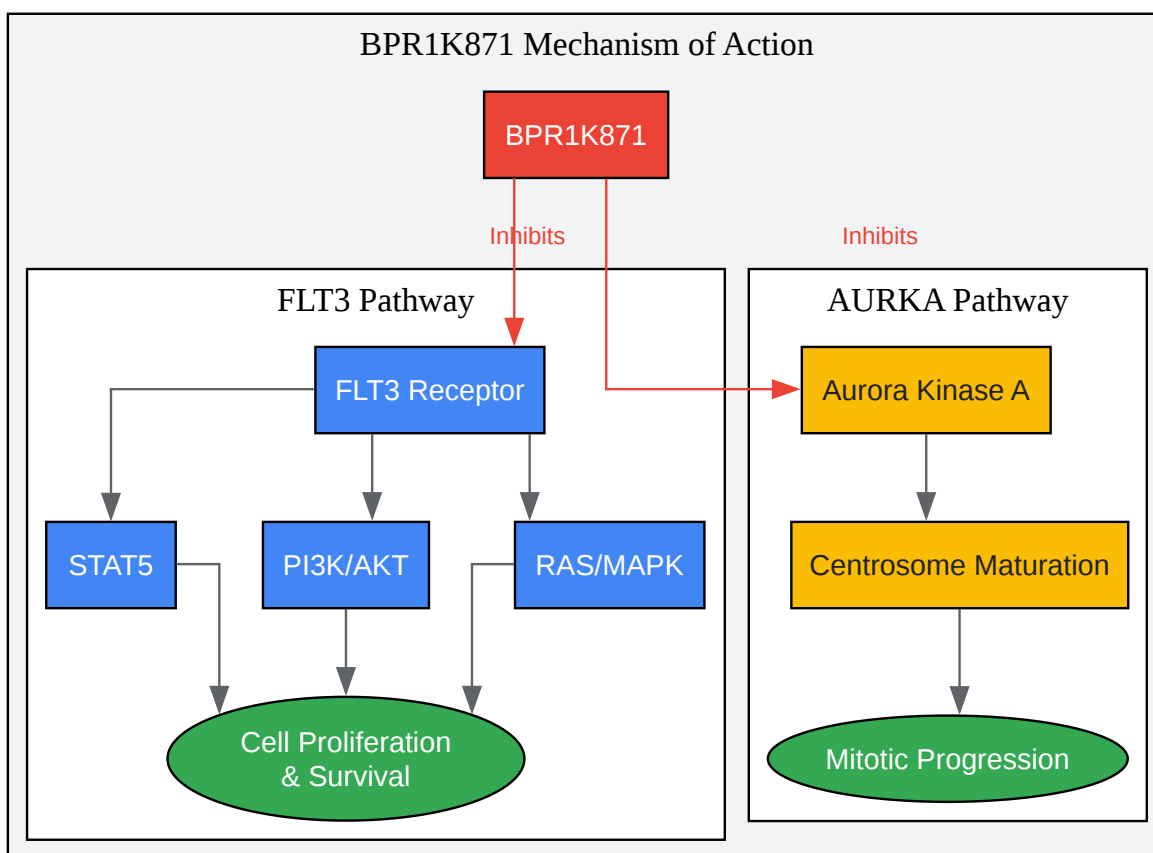 BPR1K871 Mechanism of Action
BPR1K871
Inhibits
Inhibits
FLT3 Pathway
FLT3 Receptor
STAT5
PI3K/AKT
RAS/MAPK
Cell Proliferation
& Survival
AURKA Pathway
Aurora Kinase A
Centrosome Maturation
Mitotic Progression